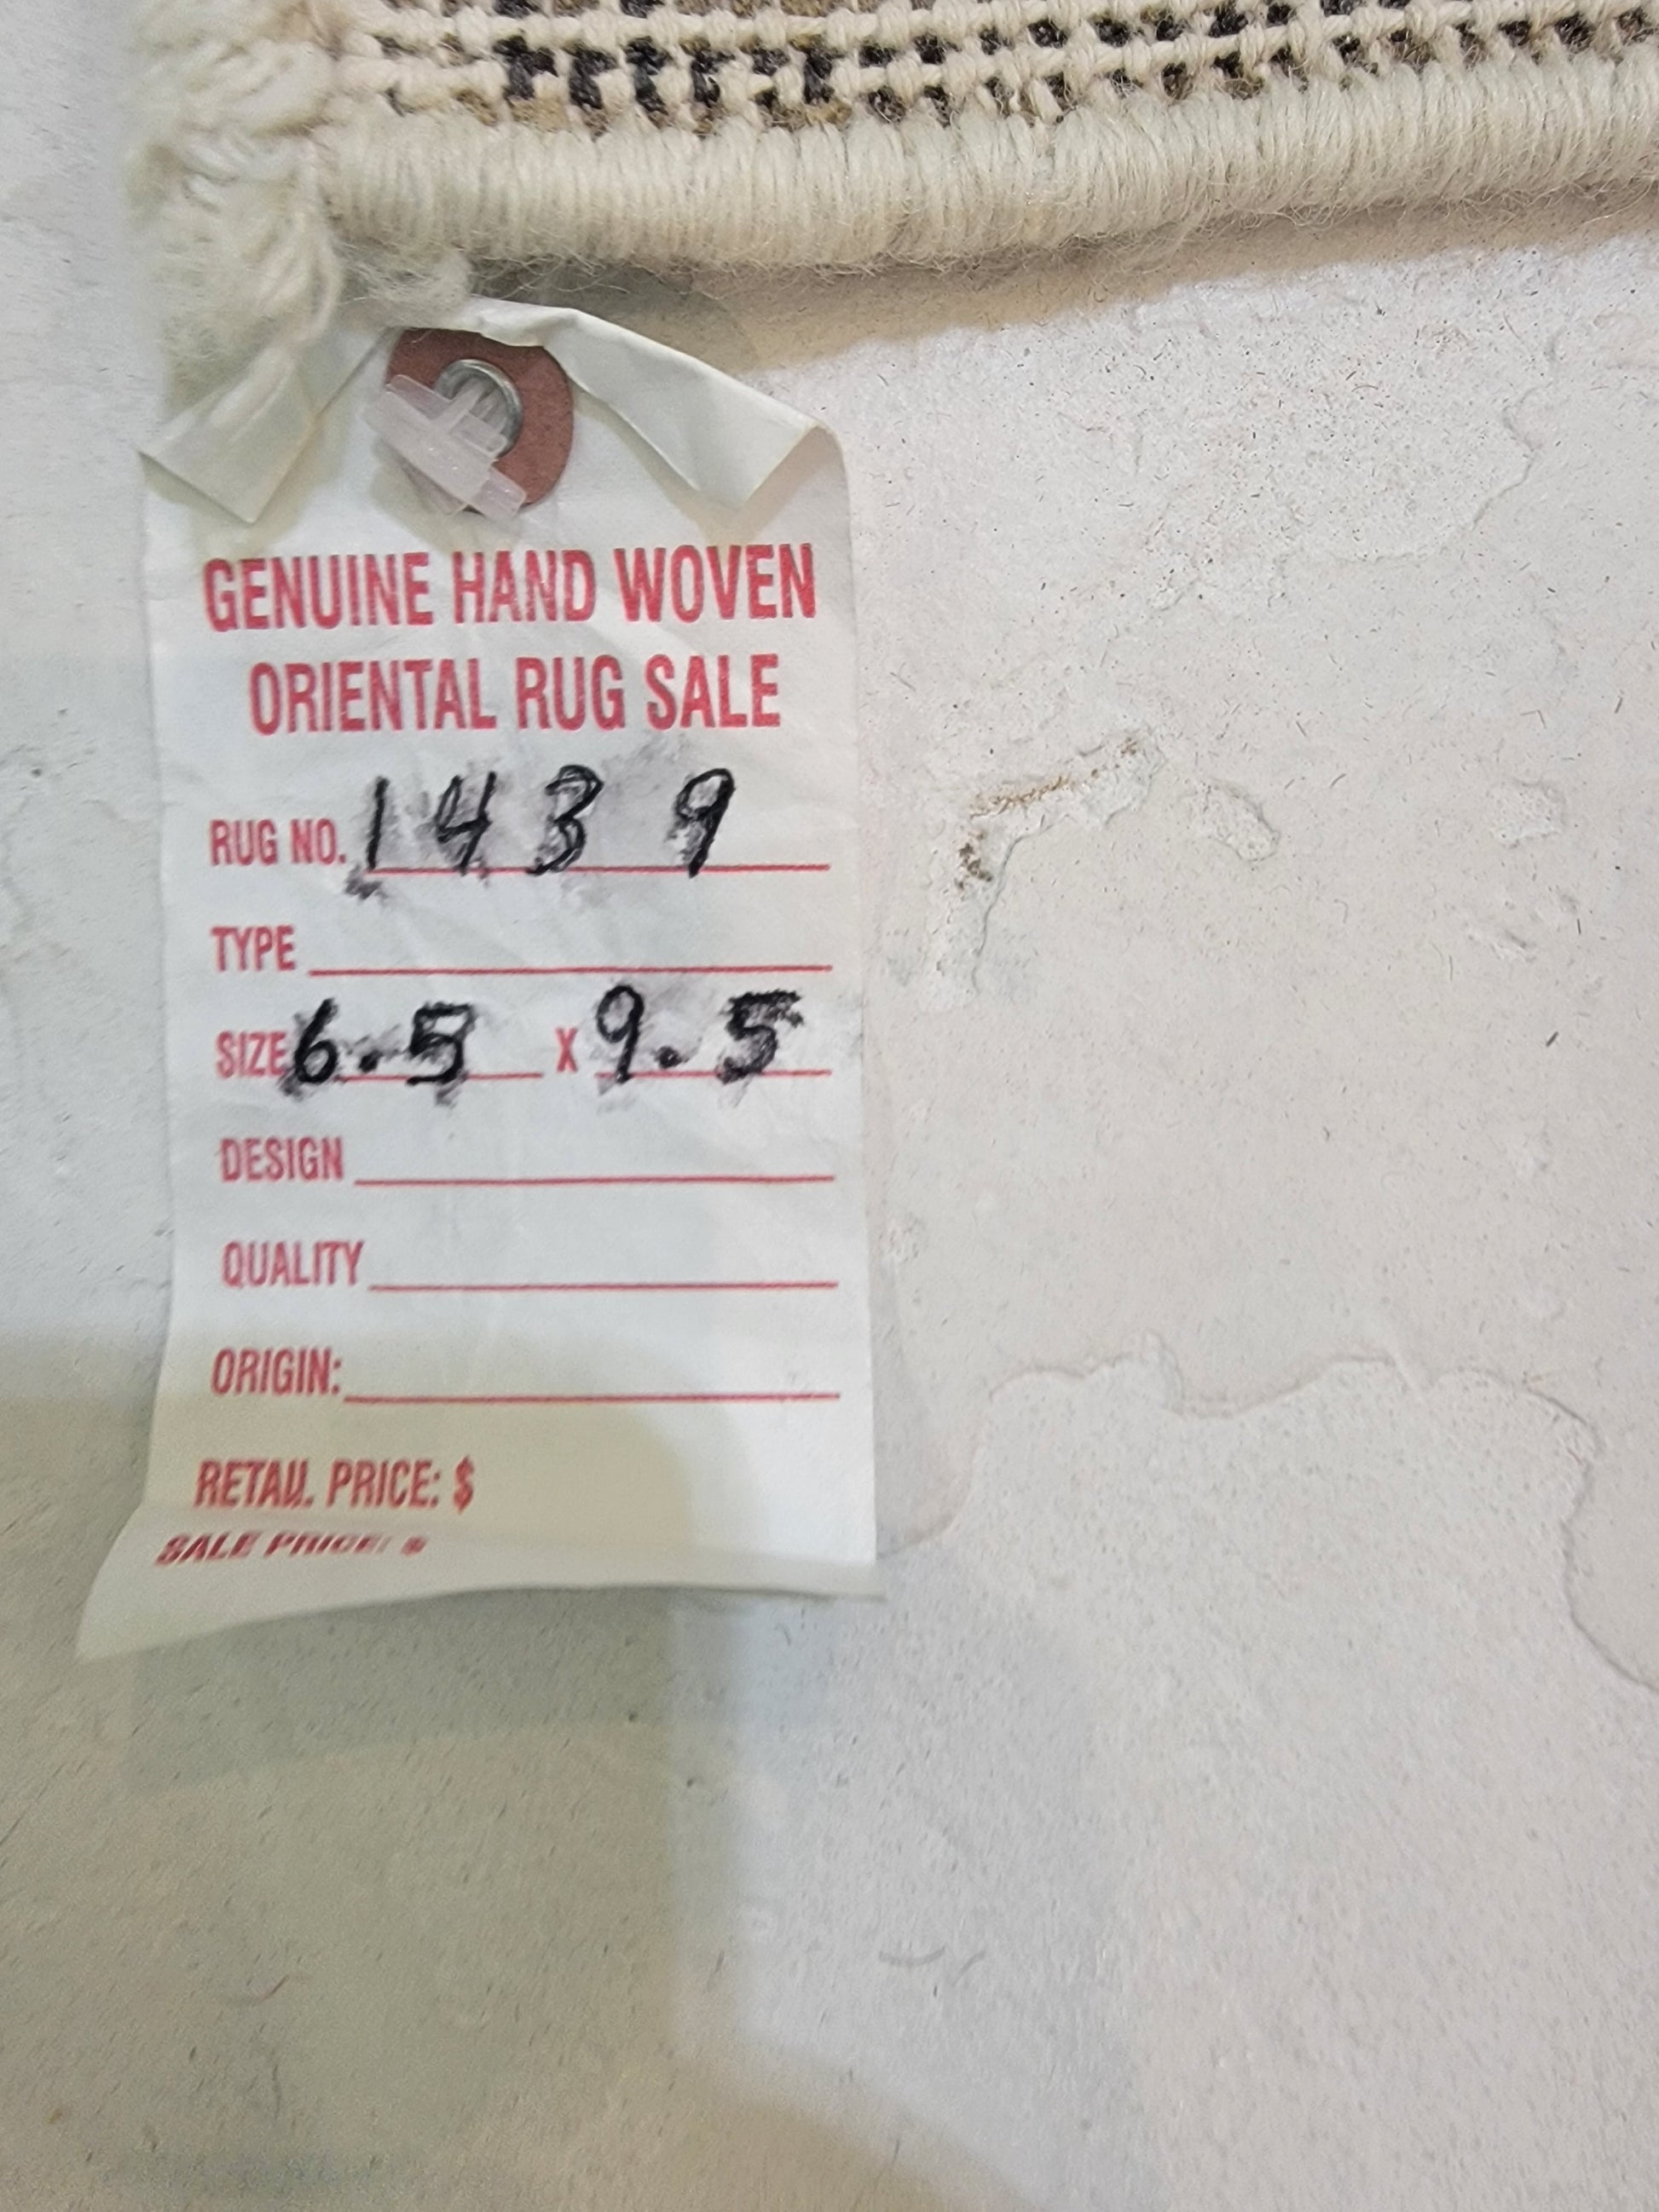 GENUINE HAND WOVEN
ORIENTAL RUG SALE
RUG NO. 1439
TYPE
SIZE 6.5 X 9.5
DESIGN
QUALITY
ORIGIN:
RETAIL PRICE: $
SALE PRICE: $